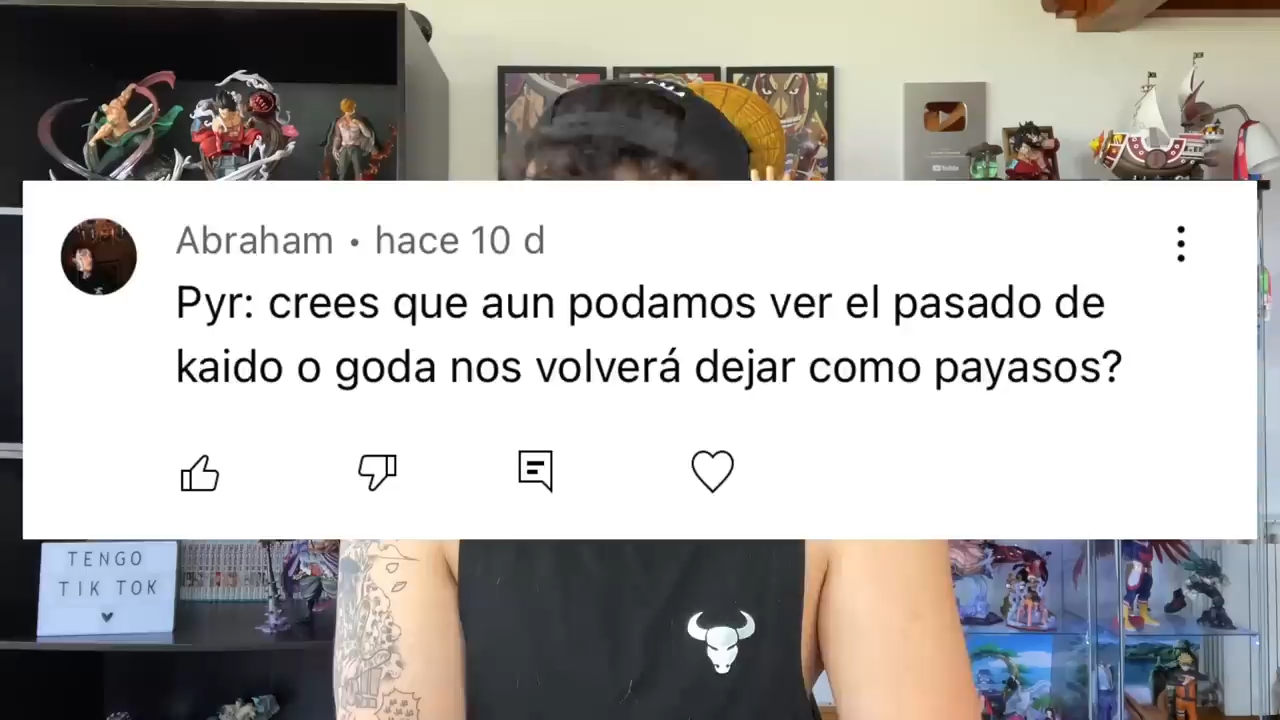 Abraham • hace 10 d
Pyr: crees que aun podamos ver el pasado de
kaido o goda nos volverá dejar como payasos?
TENGO
TIK TOK
YouTube